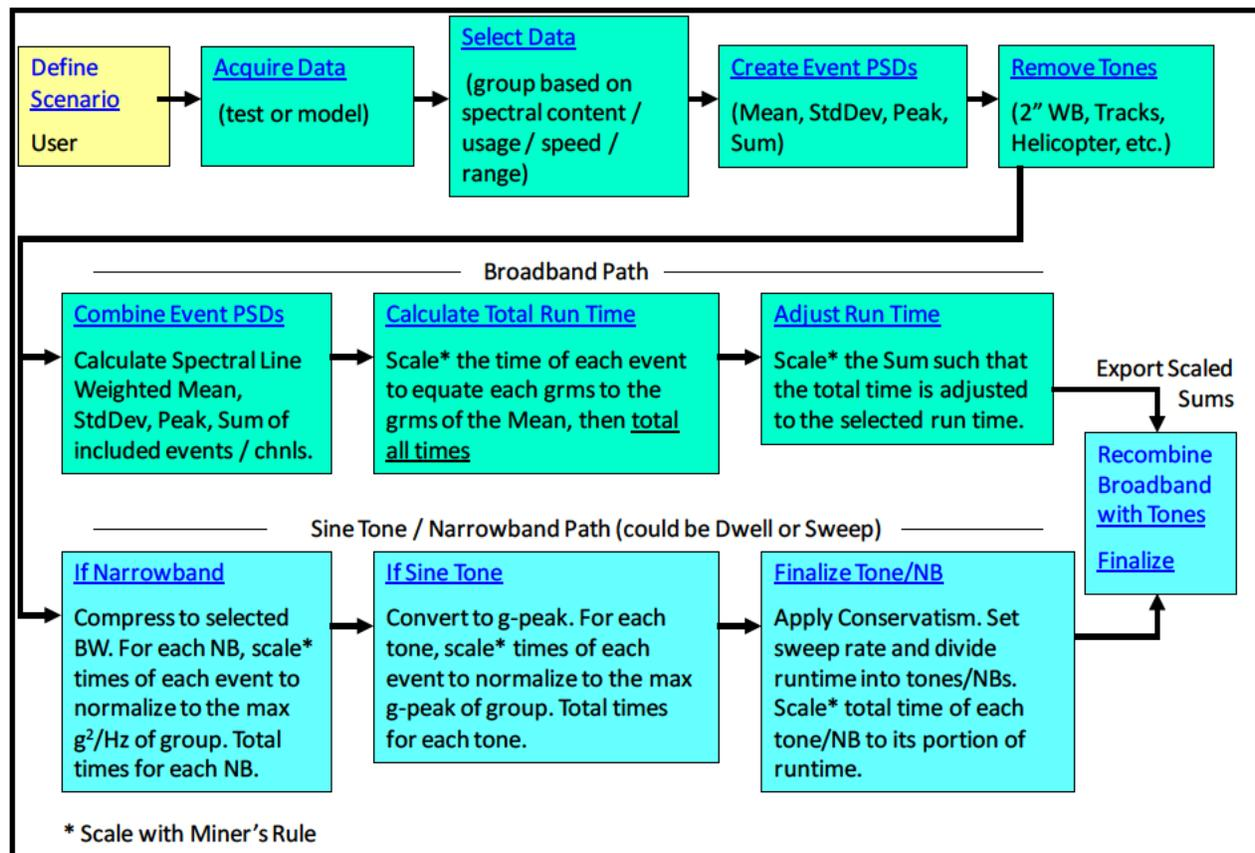 Define
Scenario
User
Acquire Data
(test or model)
Select Data
(group based on
spectral content /
usage / speed /
range)
Create Event PSDs
(Mean, StdDev, Peak,
Sum)
Remove Tones
(2” WB, Tracks,
Helicopter, etc.)
Broadband Path
Combine Event PSDs
Calculate Spectral Line
Weighted Mean,
StdDev, Peak, Sum of
included events / chnls.
Calculate Total Run Time
Scale* the time of each event
to equate each grms to the
grms of the Mean, then total
all times
Adjust Run Time
Scale* the Sum such that
the total time is adjusted
to the selected run time.
Export Scaled
Sums
Recombine
Broadband
with Tones
Finalize
Sine Tone / Narrowband Path (could be Dwell or Sweep)
If Narrowband
Compress to selected
BW. For each NB, scale*
times of each event to
normalize to the max
g²/Hz of group. Total
times for each NB.
If Sine Tone
Convert to g-peak. For each
tone, scale* times of each
event to normalize to the max
g-peak of group. Total times
for each tone.
Finalize Tone/NB
Apply Conservatism. Set
sweep rate and divide
runtime into tones/NBs.
Scale* total time of each
tone/NB to its portion of
runtime.
* Scale with Miner’s Rule